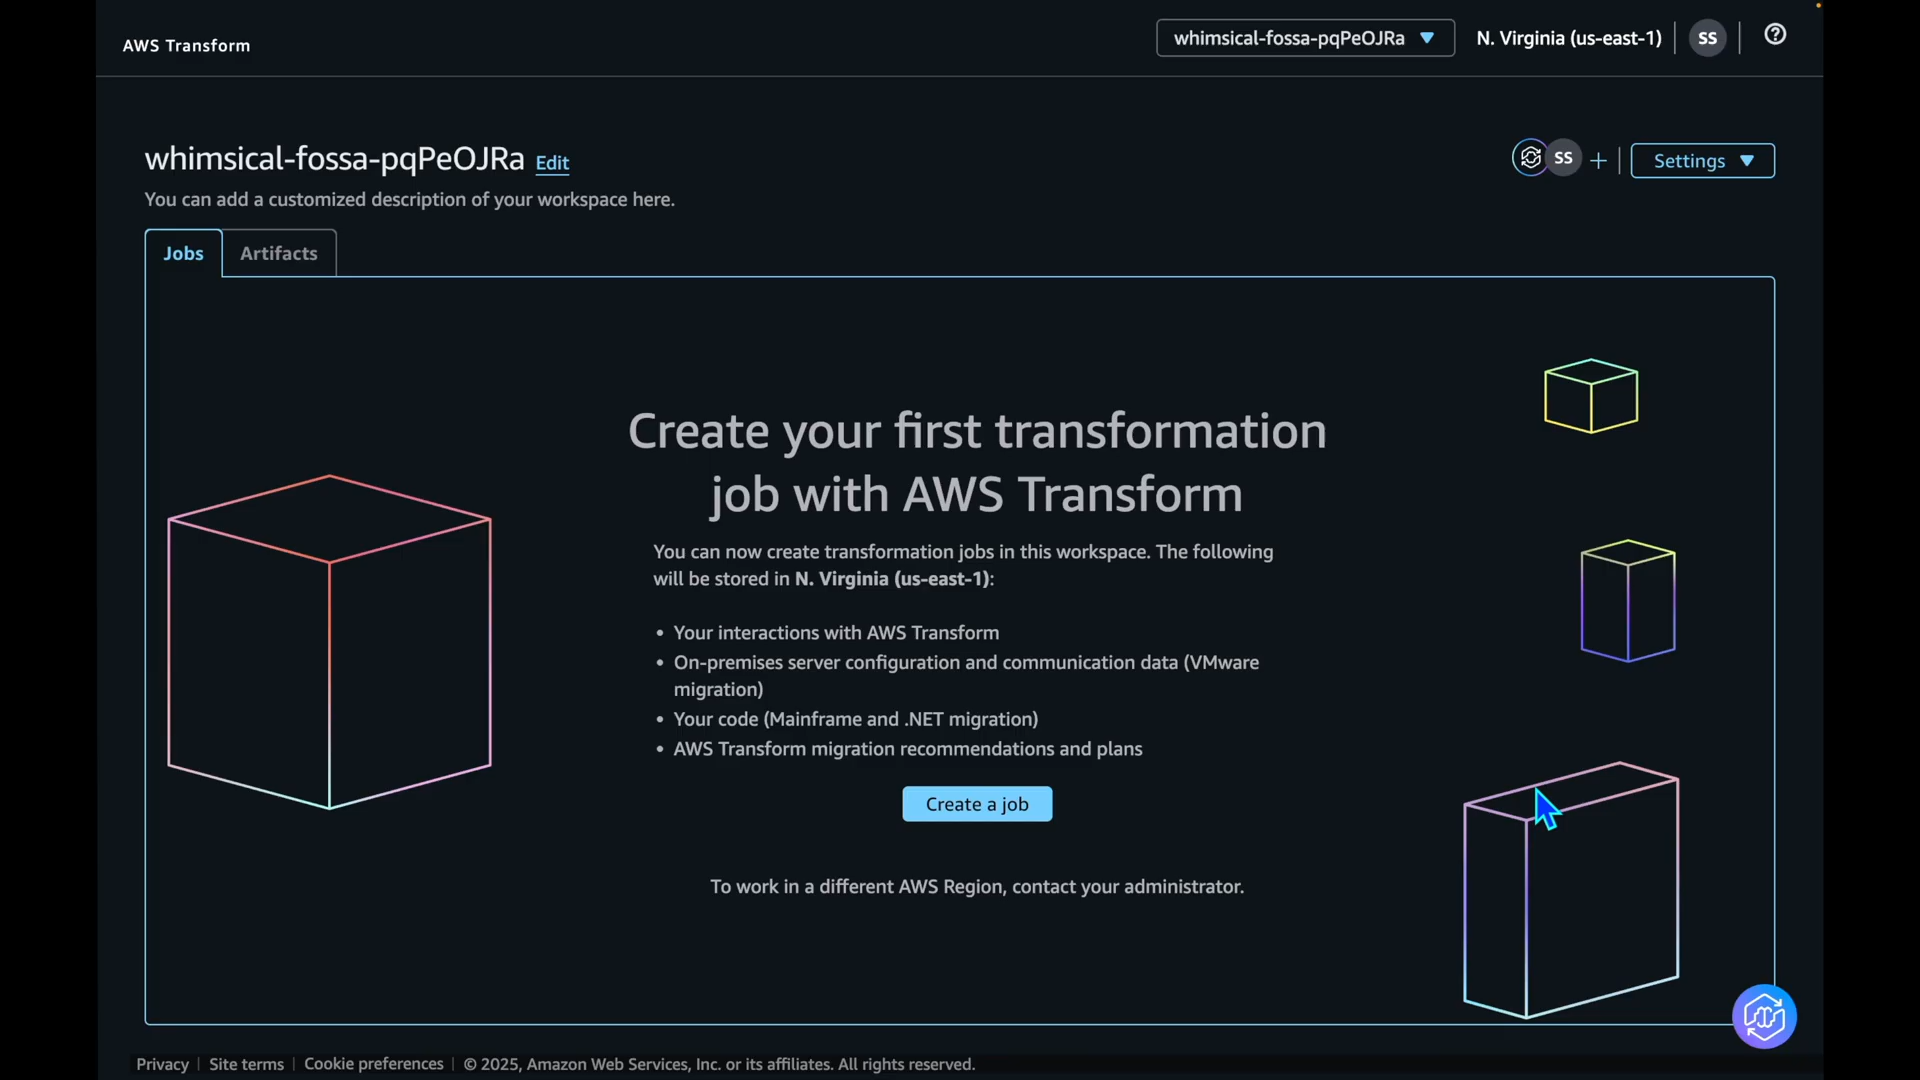 AWS Transform
whimsical-fossa-pqPeOJRa
N. Virginia (us-east-1)
SS
whimsical-fossa-pqPeOJRa Edit
SS
Settings
You can add a customized description of your workspace here.
Jobs
Artifacts
Create your first transformation
job with AWS Transform
You can now create transformation jobs in this workspace. The following
will be stored in N. Virginia (us-east-1):
• Your interactions with AWS Transform
• On-premises server configuration and communication data (VMware
migration)
• Your code (Mainframe and .NET migration)
• AWS Transform migration recommendations and plans
Create a job
To work in a different AWS Region, contact your administrator.
Privacy | Site terms | Cookie preferences | © 2025, Amazon Web Services, Inc. or its affiliates. All rights reserved.